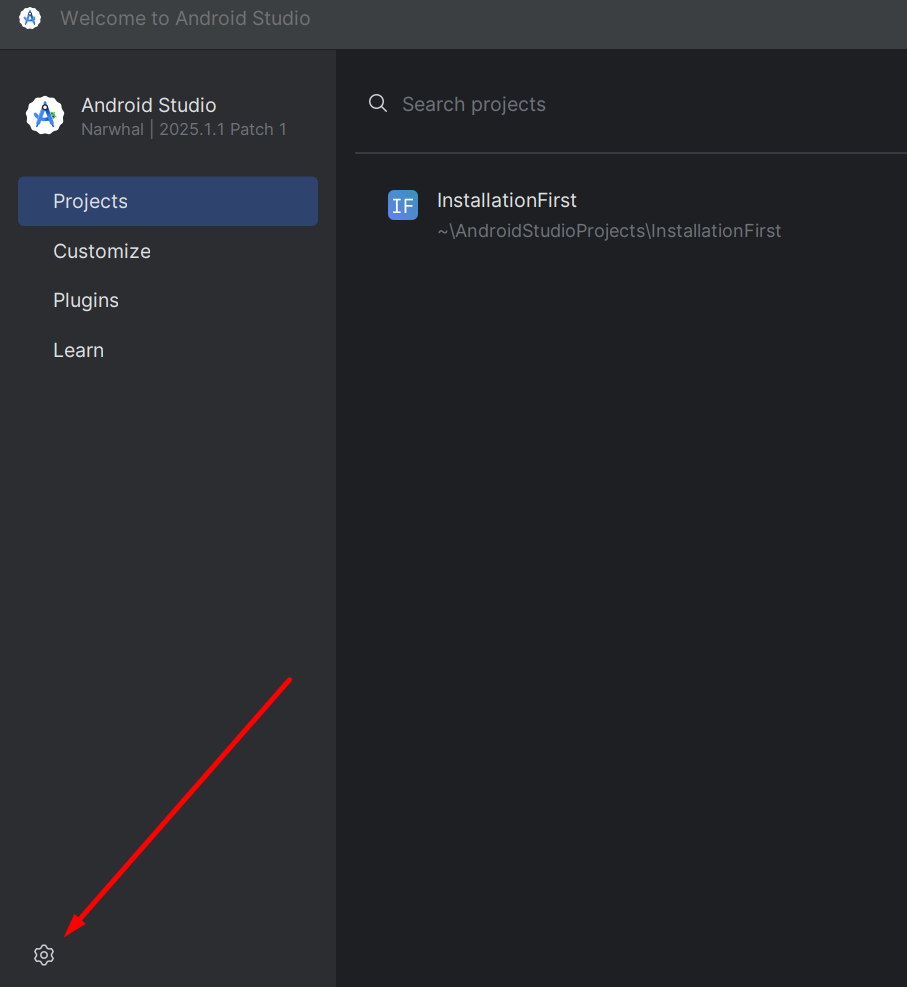 Welcome to Android Studio
Android Studio
Narwhal | 2025.1.1 Patch 1
Projects
Customize
Plugins
Learn
Search projects
IF
InstallationFirst
~\AndroidStudioProjects\InstallationFirst